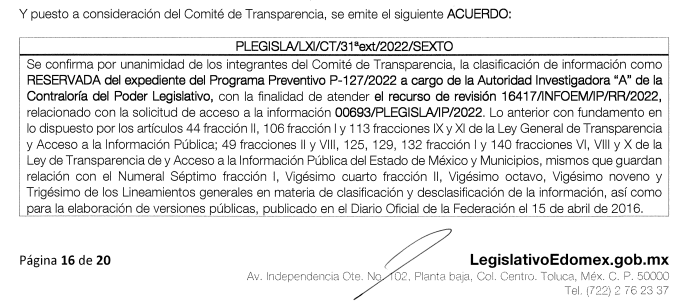 Y puesto a consideración del Comité de Transparencia, se emite el siguiente ACUERDO:
PLEGISLA/LXI/CT/31ªext/2022/SEXTO
Se confirma por unanimidad de los integrantes del Comité de Transparencia, la clasificación de información como
RESERVADA del expediente del Programa Preventivo P-127/2022 a cargo de la Autoridad Investigadora “A” de la
Contraloría del Poder Legislativo, con la finalidad de atender el recurso de revisión 16417/INFOEM/IP/RR/2022,
relacionado con la solicitud de acceso a la información 00693/PLEGISLA/IP/2022. Lo anterior con fundamento en
lo dispuesto por los artículos 44 fracción II, 106 fracción I y 113 fracciones IX y XI de la Ley General de Transparencia
y Acceso a la Información Pública; 49 fracciones II y VIII, 125, 129, 132 fracción I y 140 fracciones VI, VIII y X de la
Ley de Transparencia de y Acceso a la Información Pública del Estado de México y Municipios, mismos que guardan
relación con el Numeral Séptimo fracción I, Vigésimo cuarto fracción II, Vigésimo octavo, Vigésimo noveno y
Trigésimo de los Lineamientos generales en materia de clasificación y desclasificación de la información, así como
para la elaboración de versiones públicas, publicado en el Diario Oficial de la Federación el 15 de abril de 2016.
Página 16 de 20
LegislativoEdomex.gob.mx
Av. Independencia Ote. No. 102, Planta baja, Col. Centro. Toluca, Méx. C. P. 50000
Tel. (722) 2 76 23 37